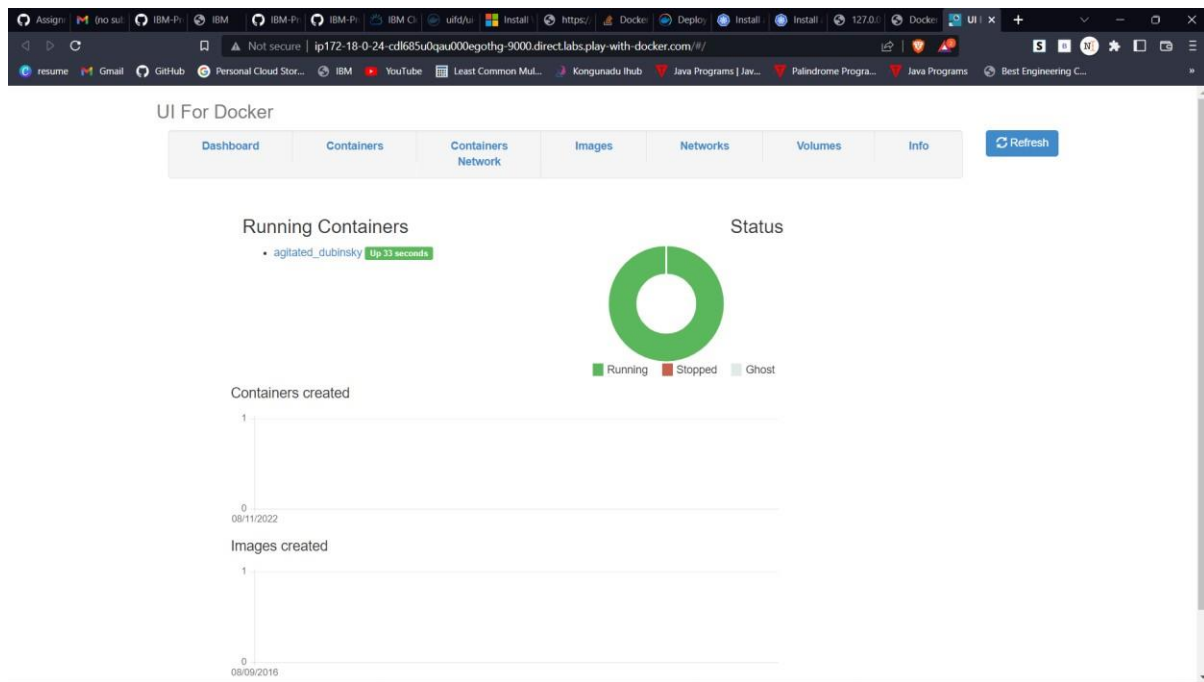 Assignr (no sub IBM-Pr IBM IBM-Pr IBM-Pr IBM Cl uifd/ui Install https:/ Docker Deploy Install Install 127.0.0 Docker UI
Not secure ip172-18-0-24-cdl685u0qau000egothg-9000.direct.labs.play-with-docker.com/#/
resume Gmail GitHub Personal Cloud Stor... IBM YouTube Least Common Mul... Kongunadu Ihub Java Programs | Jav... Palindrome Progra... Java Programs Best Engineering C...
UI For Docker
Dashboard Containers Containers Network Images Networks Volumes Info Refresh
Running Containers
agitated_dubinsky Up 33 seconds
Status
Running Stopped Ghost
Containers created
1
0
08/11/2022
Images created
1
0
08/09/2016